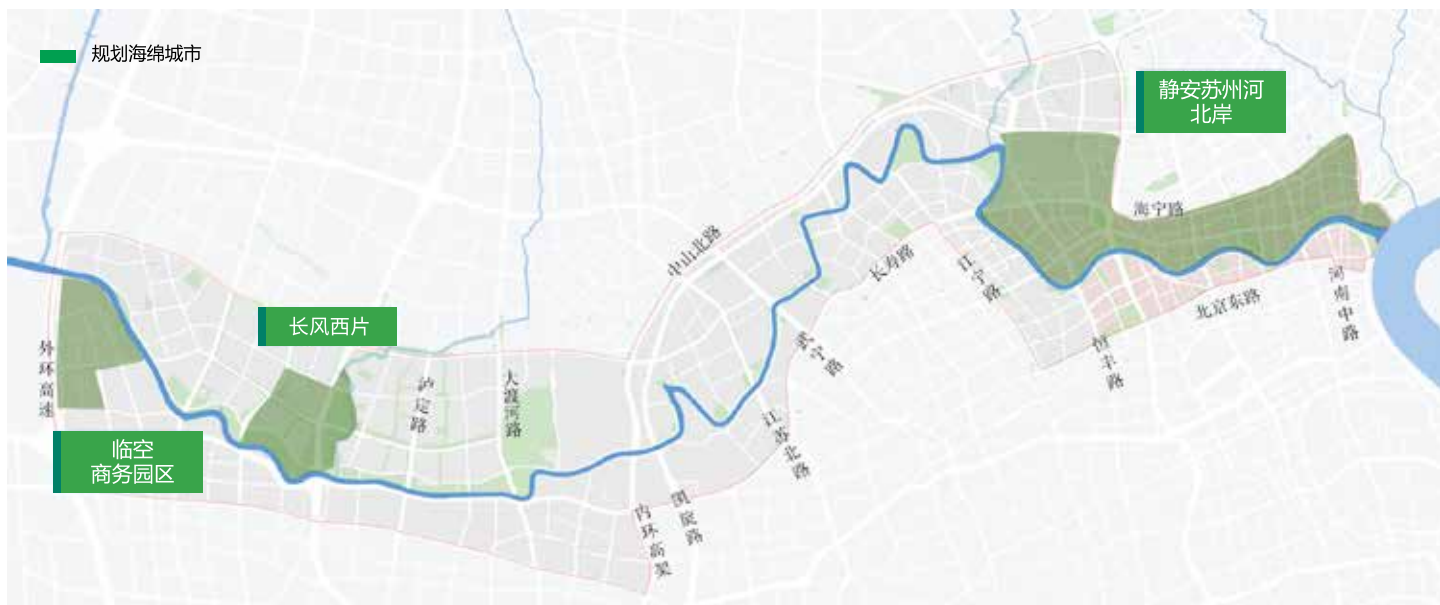 规划海绵城市
静安苏州河
北岸
海宁路
中山北路
长寿路
江宁路
北京东路
河南中路
恒丰路
长风西片
外环高速
泸定路
大渡河路
武宁路
江苏北路
临空
商务园区
内环高架
凯旋路